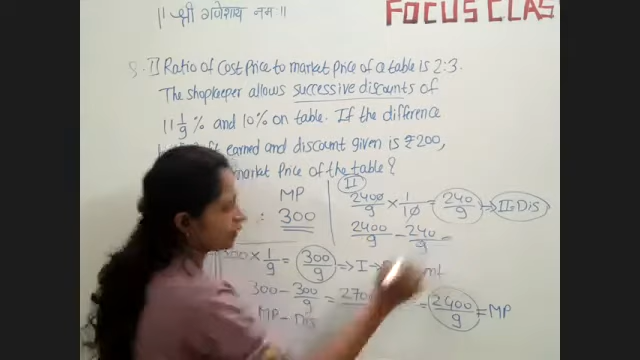 ॥ श्री गणेशाय नमः ॥
FOCUS CLAS
Ratio of Cost Price to market Price of a table is 2:3.
The shopkeeper allows successive discounts of
11 1/9 % and 10% on table. If the difference
earned and discount given is ₹200,
market Price of the table?
MP
: 300
II
2400/9 × 1/10 = 240/9 => II Dis
2400/9 - 240/9 =
300 × 1/9 = 300/9 => I →
300 - 300/9 =
2400/9 = MP
MP - Dis